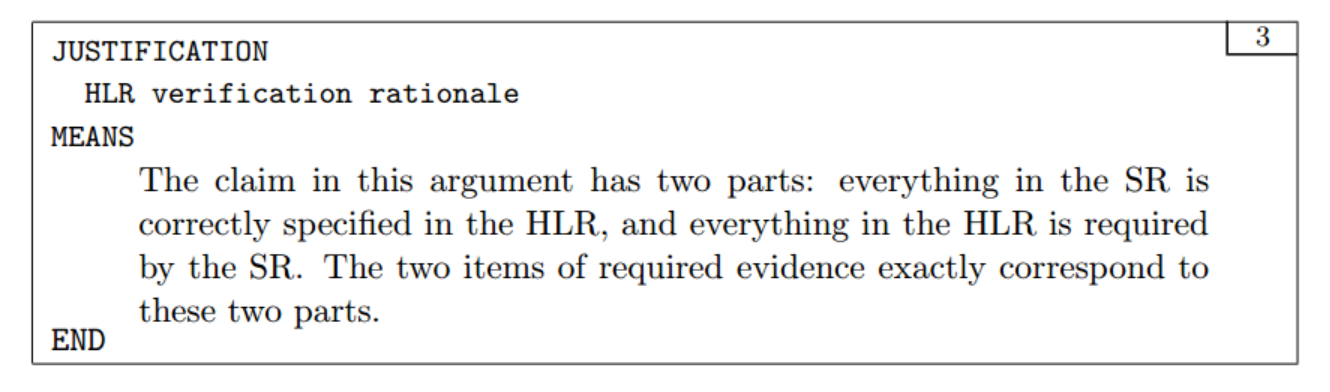 3
JUSTIFICATION
HLR verification rationale
MEANS
The claim in this argument has two parts: everything in the SR is
correctly specified in the HLR, and everything in the HLR is required
by the SR. The two items of required evidence exactly correspond to
these two parts.
END